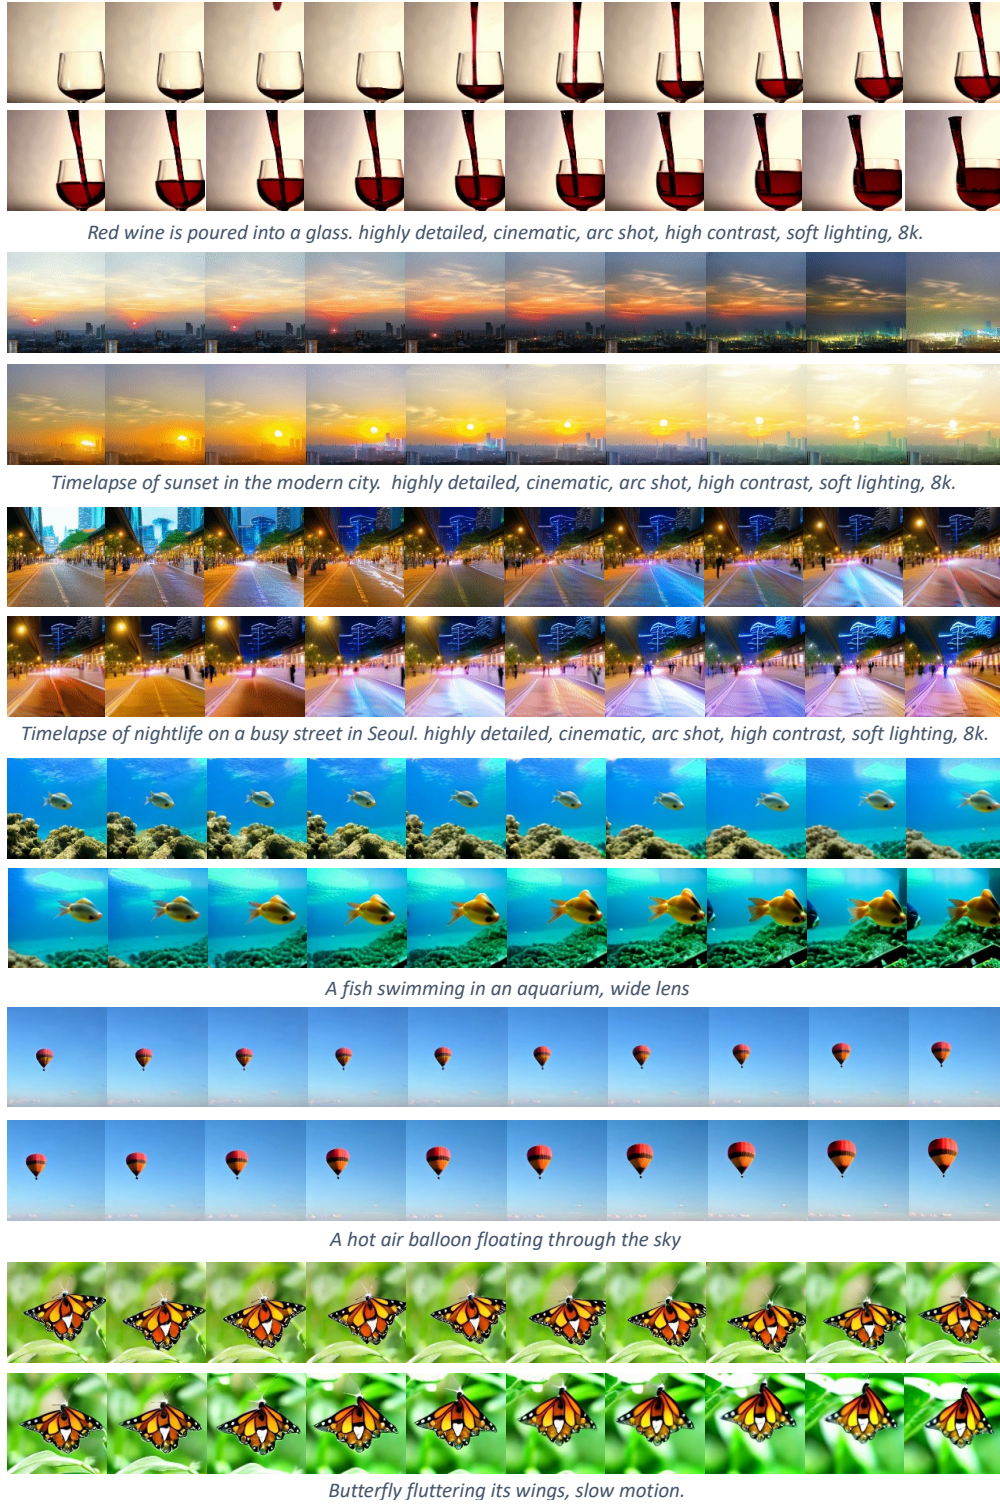 Red wine is poured into a glass. highly detailed, cinematic, arc shot, high contrast, soft lighting, 8k.
Timelapse of sunset in the modern city.  highly detailed, cinematic, arc shot, high contrast, soft lighting, 8k.
Timelapse of nightlife on a busy street in Seoul. highly detailed, cinematic, arc shot, high contrast, soft lighting, 8k.
A fish swimming in an aquarium, wide lens
A hot air balloon floating through the sky
Butterfly fluttering its wings, slow motion.